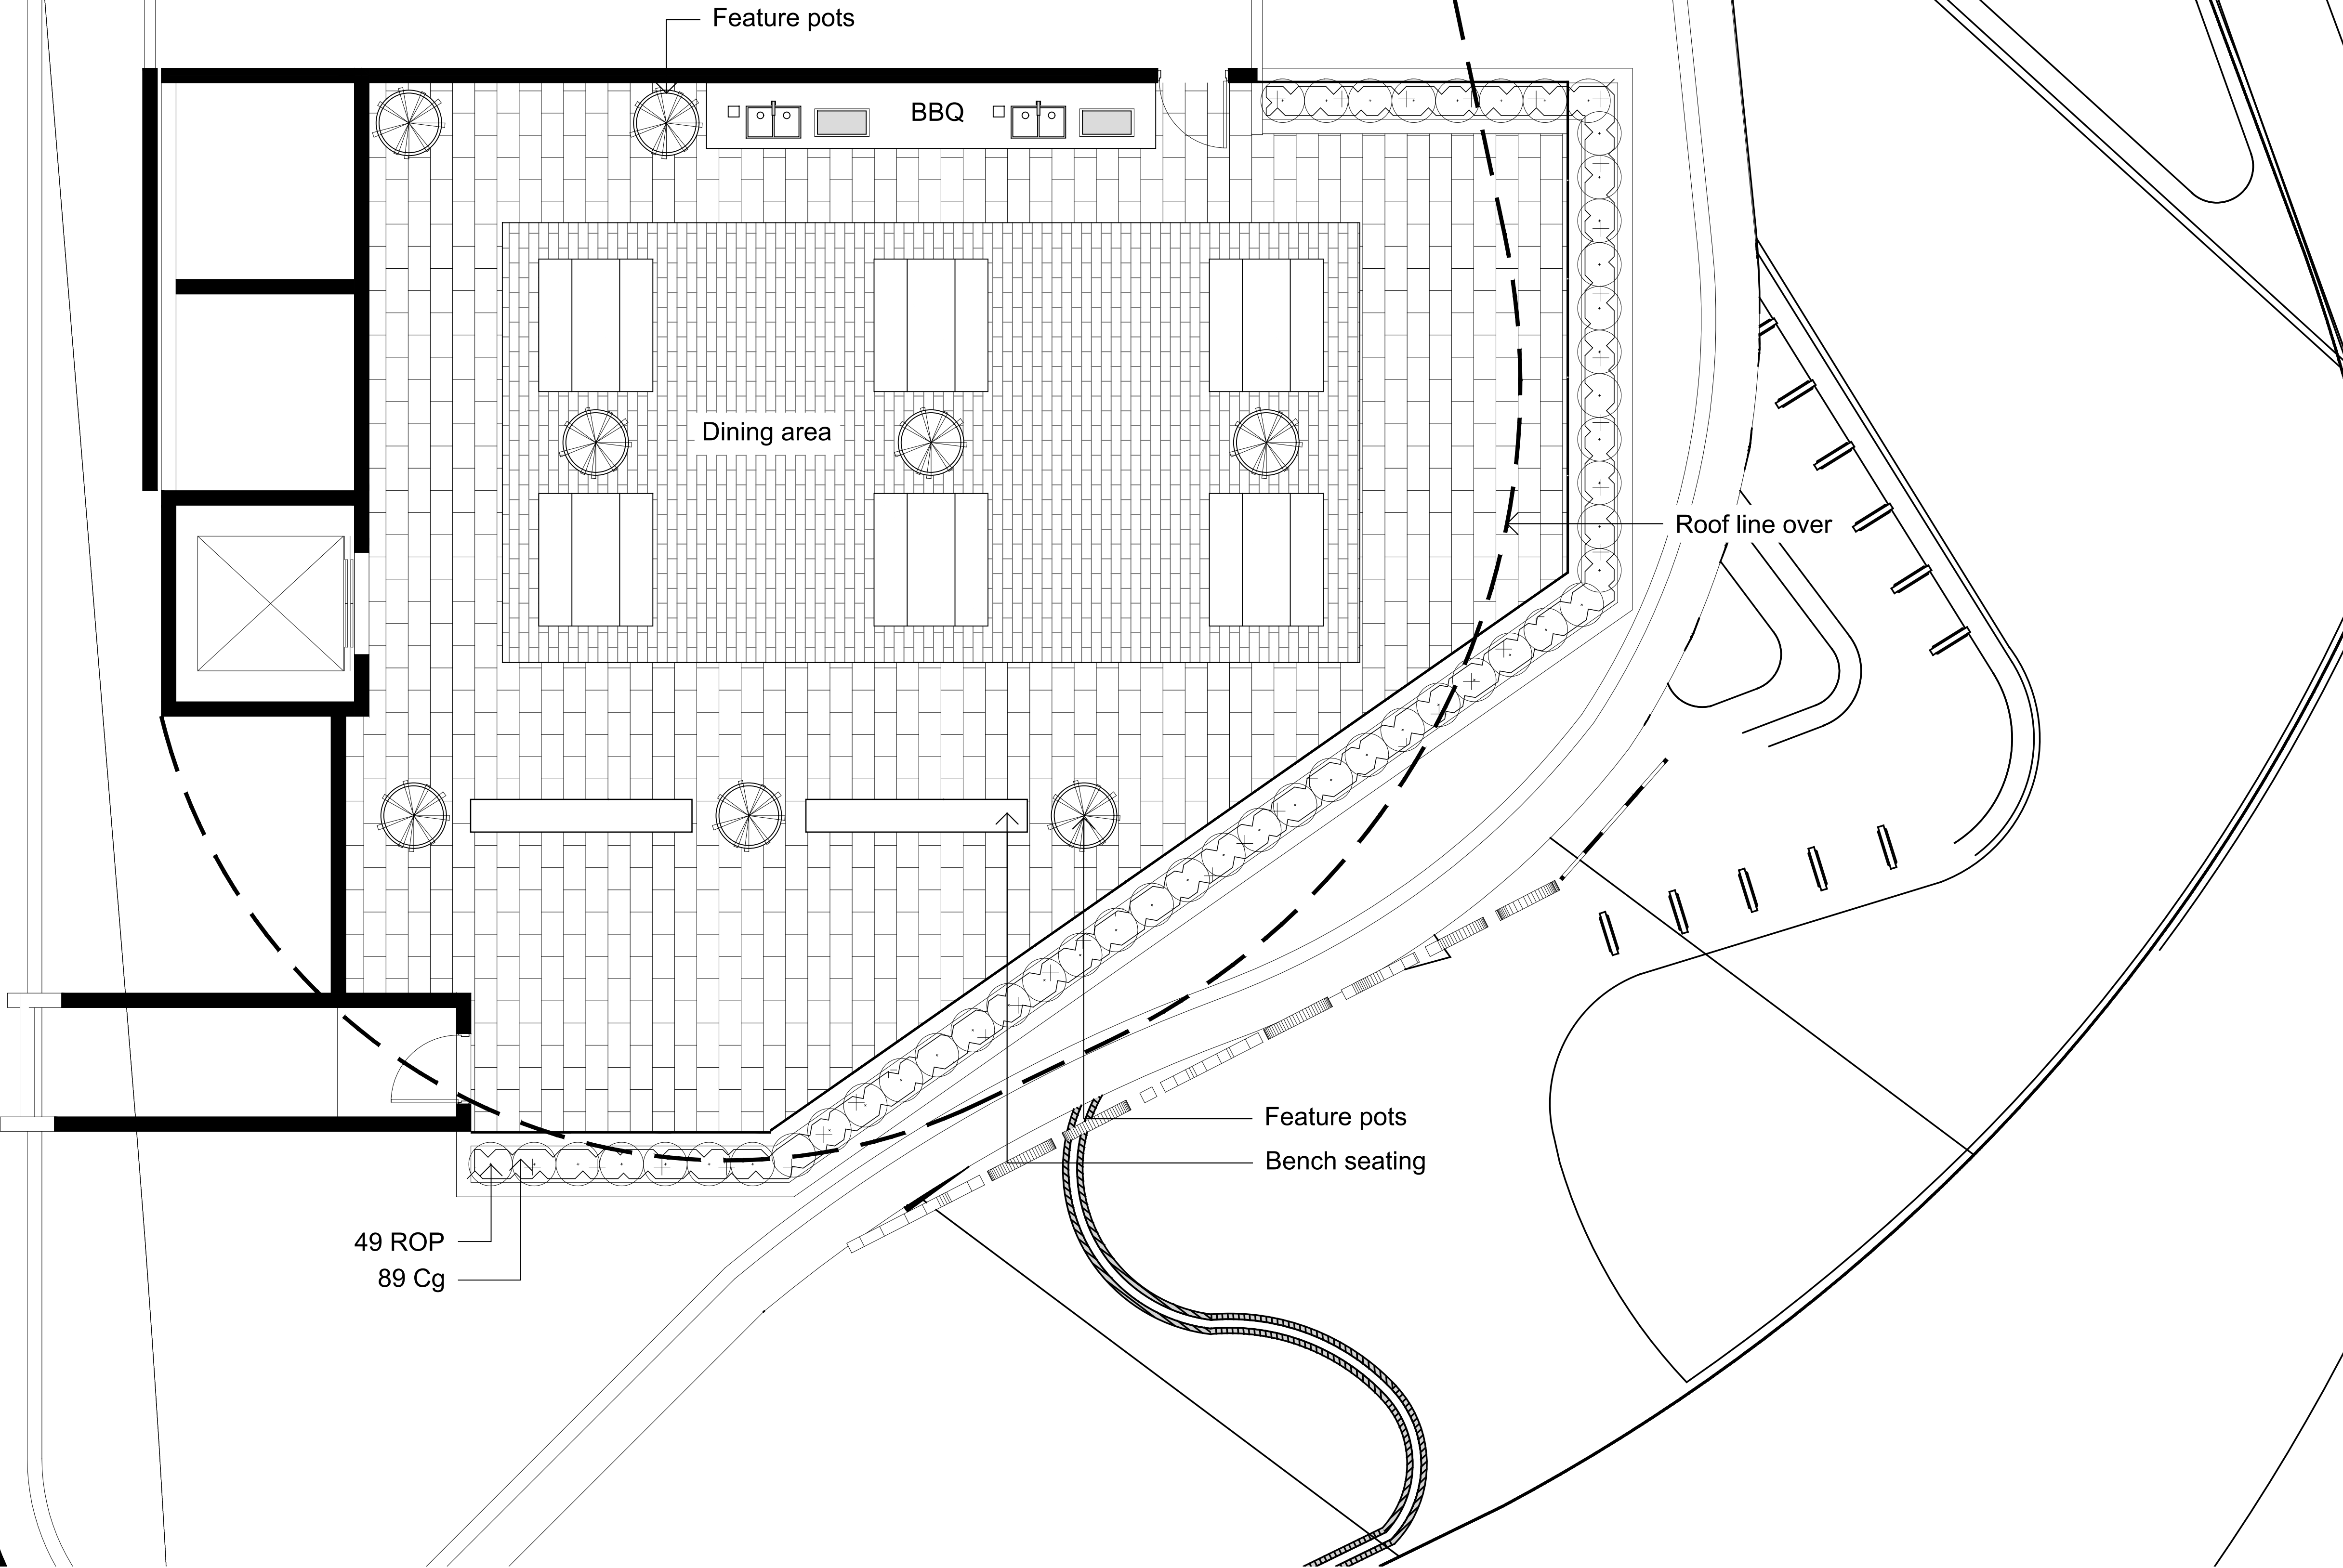 Feature pots
BBQ
Dining area
Roof line over
Feature pots
Bench seating
49 ROP
89 Cg